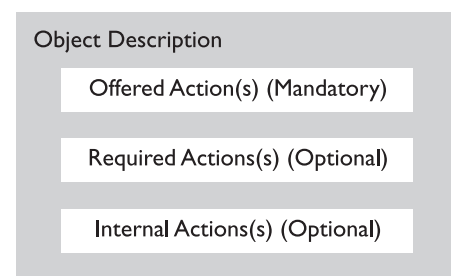 Object Description
Offered Action(s) (Mandatory)
Required Actions(s) (Optional)
Internal Actions(s) (Optional)